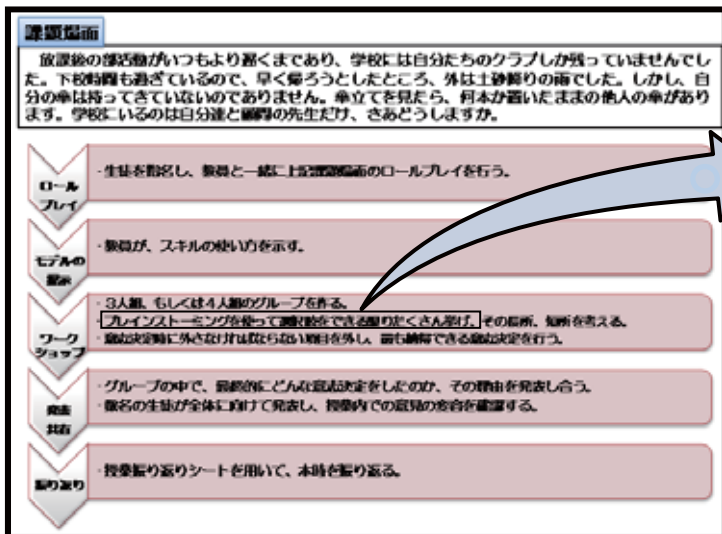 課題場面
放課後の部活動がいつもより遅くまであり、学校には自分たちのクラブしか残っていませんでし
た。下校時間も過ぎているので、早く帰ろうとしたところ、外は土砂降りの雨でした。しかし、自
分の傘は持ってきていないのでありません。傘立てを見たら、何本か置いたままの他人の傘があり
ます。学校にいるのは自分達と顧問の先生だけ、さあどうしますか。
ロール
プレイ
・生徒を指名し、教員と一緒に上記課題場面のロールプレイを行う。
モデルの
提示
・教員が、スキルの使い方を示す。
ワーク
ショップ
・3人組、もしくは4人組のグループを作る。
・ブレインストーミングを使って選択肢をできる限りたくさん挙げ、その長所、短所を考える。
・意志決定時に外さなければならない項目を外し、最も納得できる意志決定を行う。
発表
共有
・グループの中で、最終的にどんな意志決定をしたのか、その理由を発表し合う。
・数名の生徒が全体に向けて発表し、授業内での意見の変容を確認する。
振り返り
・授業振り返りシートを用いて、本時を振り返る。